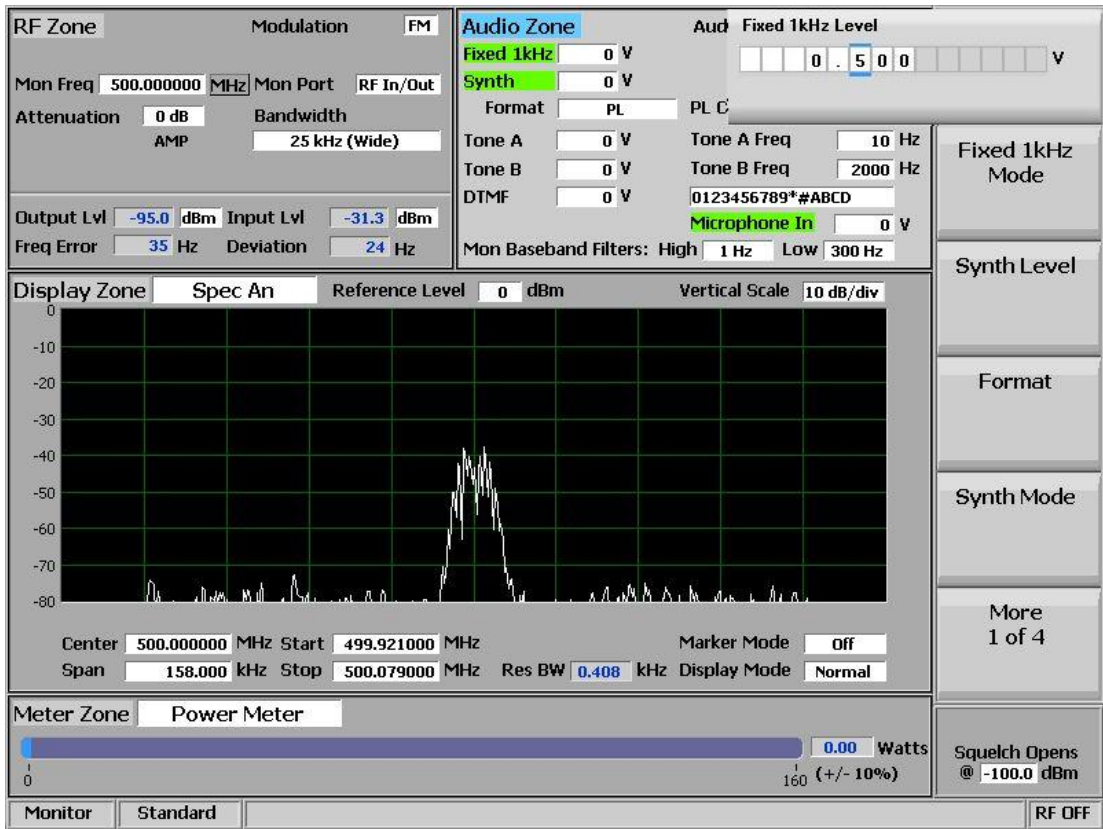 RF Zone Modulation FM
Mon Freq 500.000000 MHz Mon Port RF In/Out
Attenuation 0 dB Bandwidth
AMP 25 kHz (Wide)
Output Lvl -95.0 dBm Input Lvl -31.3 dBm
Freq Error 35 Hz Deviation 24 Hz
Audio Zone
Fixed 1kHz 0 V
Synth 0 V
Format PL
Tone A 0 V Tone A Freq 10 Hz
Tone B 0 V Tone B Freq 2000 Hz
DTMF 0 V 0123456789*#ABCD
Microphone In 0 V
Mon Baseband Filters: High 1 Hz Low 300 Hz
Fixed 1kHz Level
0.500 V
Fixed 1kHz
Mode
Synth Level
Format
Synth Mode
More
1 of 4
Display Zone Spec An Reference Level 0 dBm Vertical Scale 10 dB/div
0
-10
-20
-30
-40
-50
-60
-70
-80
Center 500.000000 MHz Start 499.921000 MHz Marker Mode Off
Span 158.000 kHz Stop 500.079000 MHz Res BW 0.408 kHz Display Mode Normal
Meter Zone Power Meter
0.00 Watts
0 160 (+/- 10%)
Squelch Opens
@ -100.0 dBm
Monitor Standard RF OFF